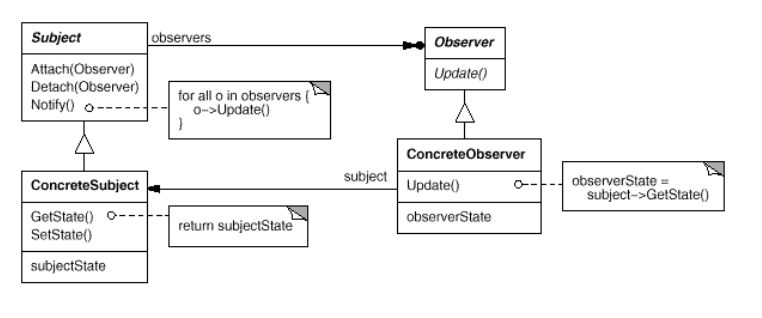 Subject
Attach(Observer)
Detach(Observer)
Notify()
observers
for all o in observers {
o->Update()
}
Observer
Update()
ConcreteSubject
GetState()
SetState()
subjectState
return subjectState
subject
ConcreteObserver
Update()
observerState
observerState =
subject->GetState()